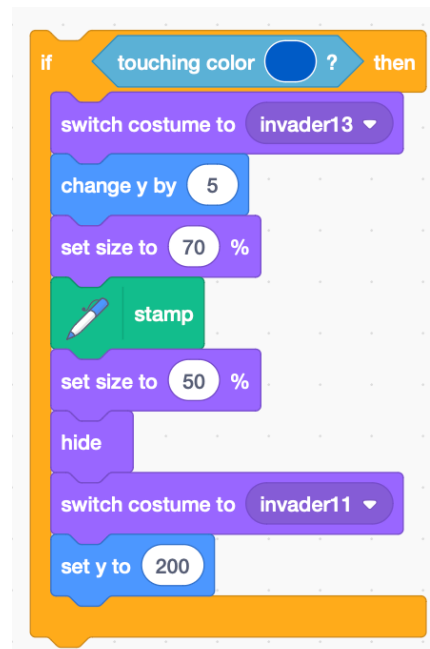 if touching color ? then
switch costume to invader13
change y by 5
set size to 70 %
stamp
set size to 50 %
hide
switch costume to invader11
set y to 200